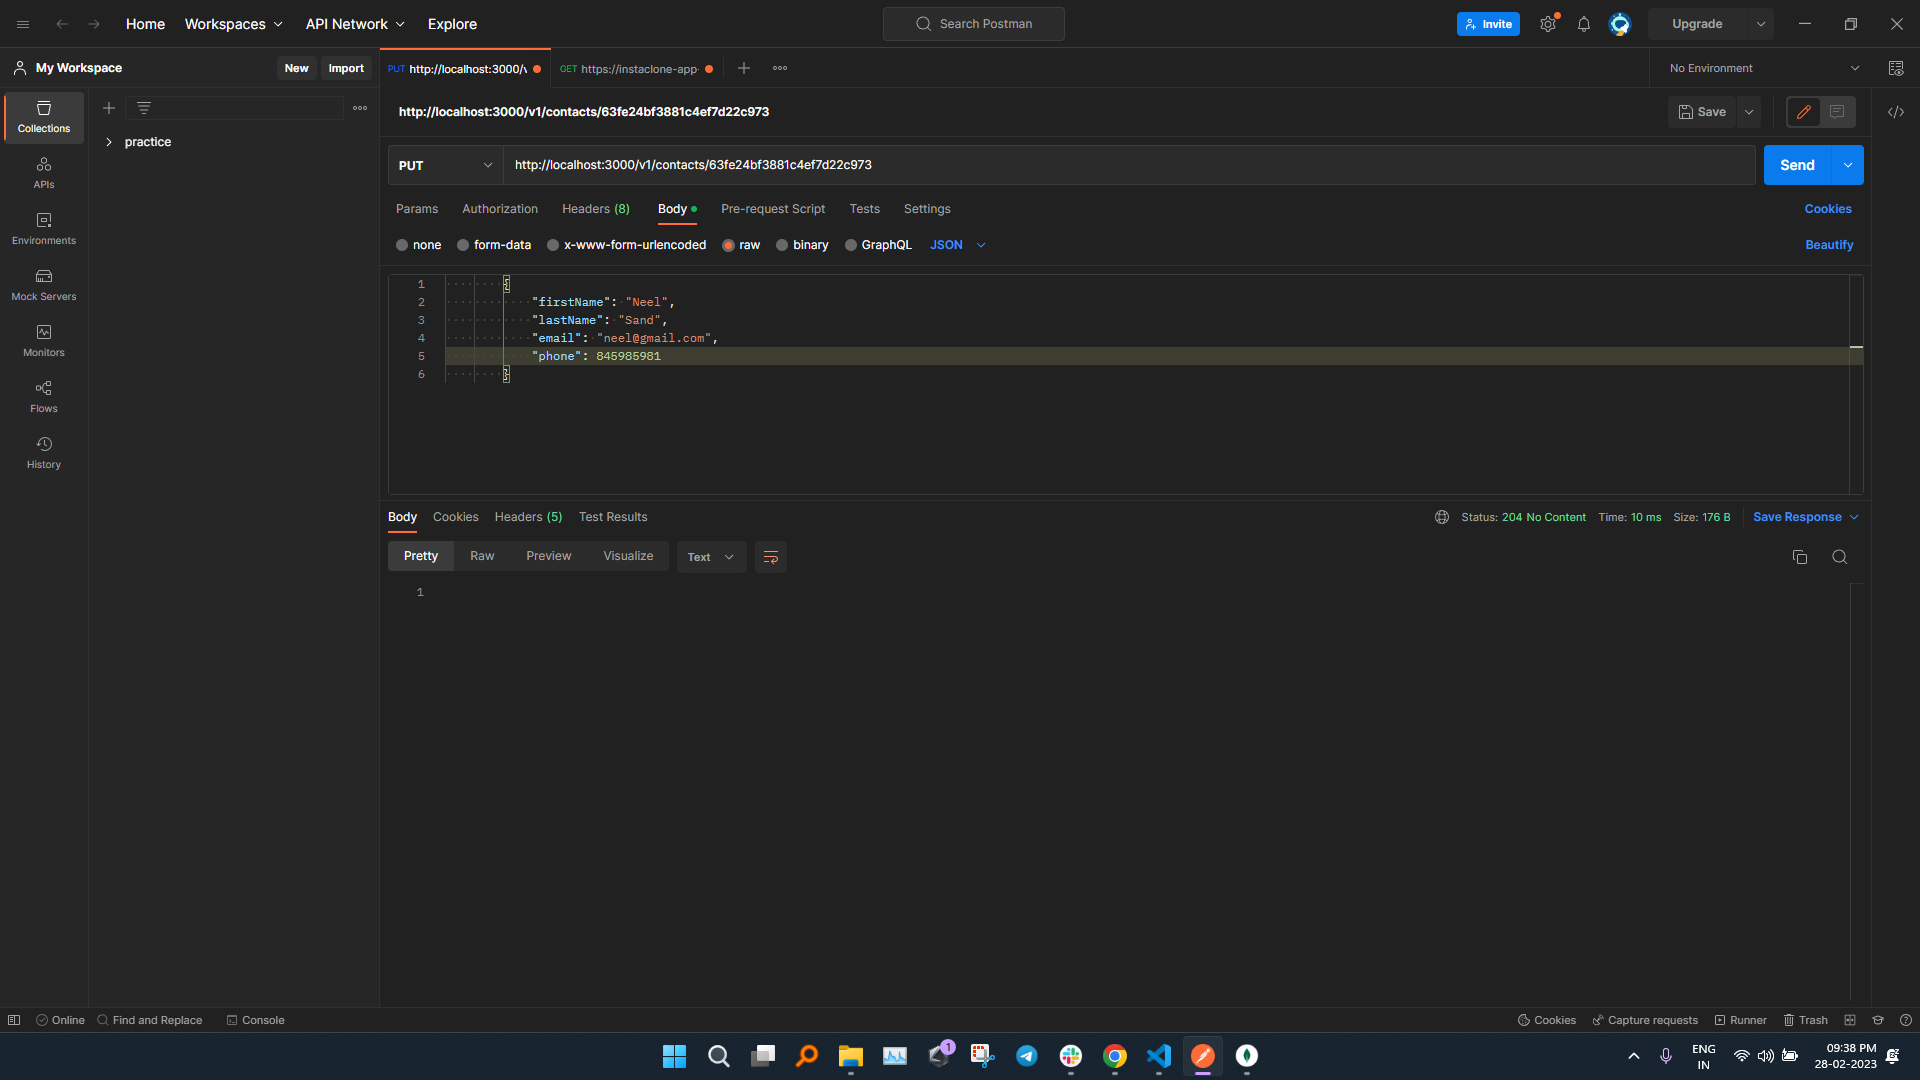 Home Workspaces API Network Explore Search Postman Invite Upgrade
My Workspace New Import PUT http://localhost:3000/v GET https://instaclone-app- No Environment
http://localhost:3000/v1/contacts/63fe24bf3881c4ef7d22c973 Save
Collections
practice
PUT http://localhost:3000/v1/contacts/63fe24bf3881c4ef7d22c973 Send
APIs
Params Authorization Headers (8) Body Pre-request Script Tests Settings Cookies
Environments
none form-data x-www-form-urlencoded raw binary GraphQL JSON Beautify
1 {
Mock Servers
2 "firstName": "Neel",
3 "lastName": "Sand",
4 "email": "neel@gmail.com",
Monitors
5 "phone": 845985981
6 }
Flows
History
Body Cookies Headers (5) Test Results Status: 204 No Content Time: 10 ms Size: 176 B Save Response
Pretty Raw Preview Visualize Text
1
Online Find and Replace Console Cookies Capture requests Runner Trash
1
ENG
IN
09:38 PM
28-02-2023